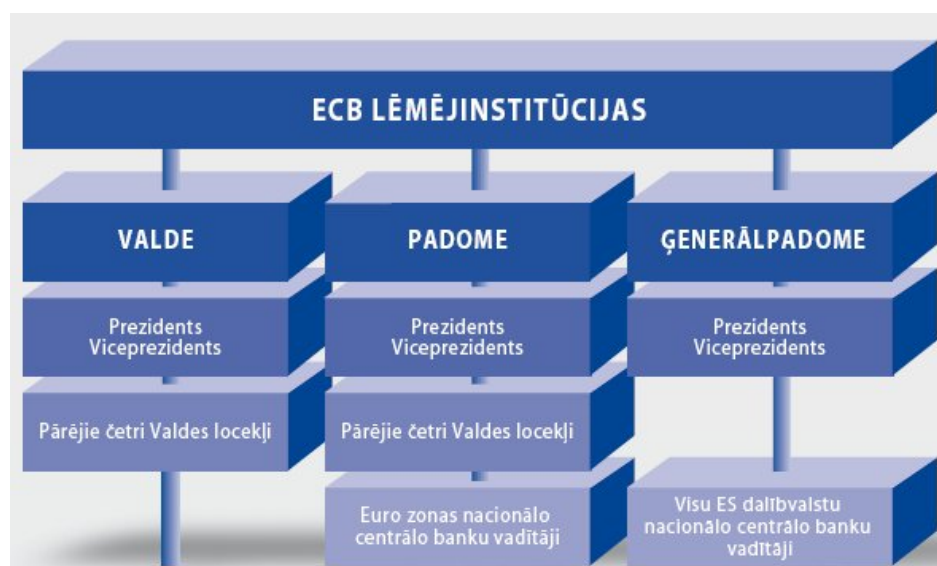 ECB LĒMĒJINSTITŪCIJAS
VALDE
Prezidents
Viceprezidents
Pārējie četri Valdes locekļi
PADOME
Prezidents
Viceprezidents
Pārējie četri Valdes locekļi
Euro zonas nacionālo
centrālo banku vadītāji
ĢENERĀLPADOME
Prezidents
Viceprezidents
Visu ES dalībvalstu
nacionālo centrālo banku
vadītāji